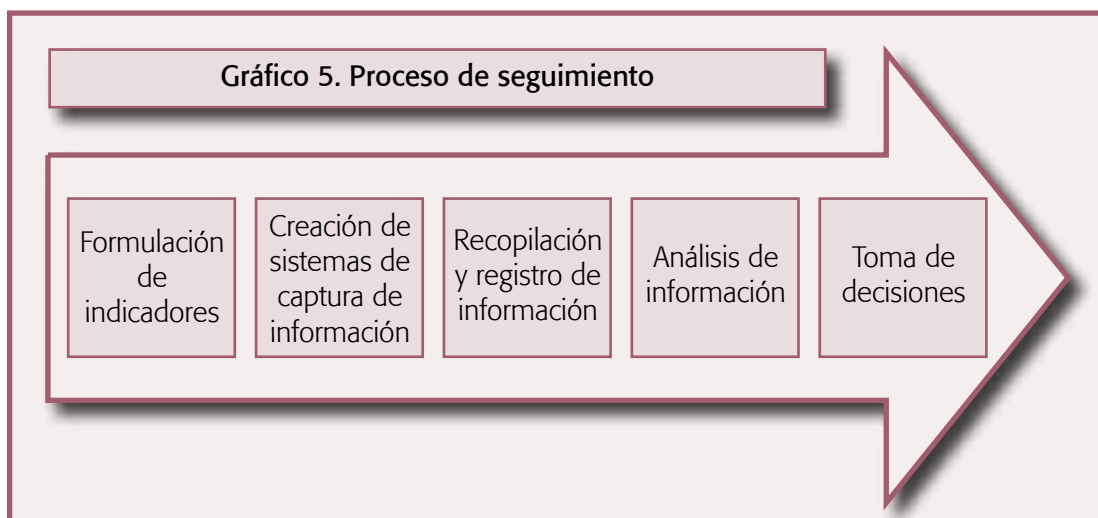 Gráfico 5. Proceso de seguimiento
Formulación
de
indicadores
Creación de
sistemas de
captura de
información
Recopilación
y registro de
información
Análisis de
información
Toma de
decisiones